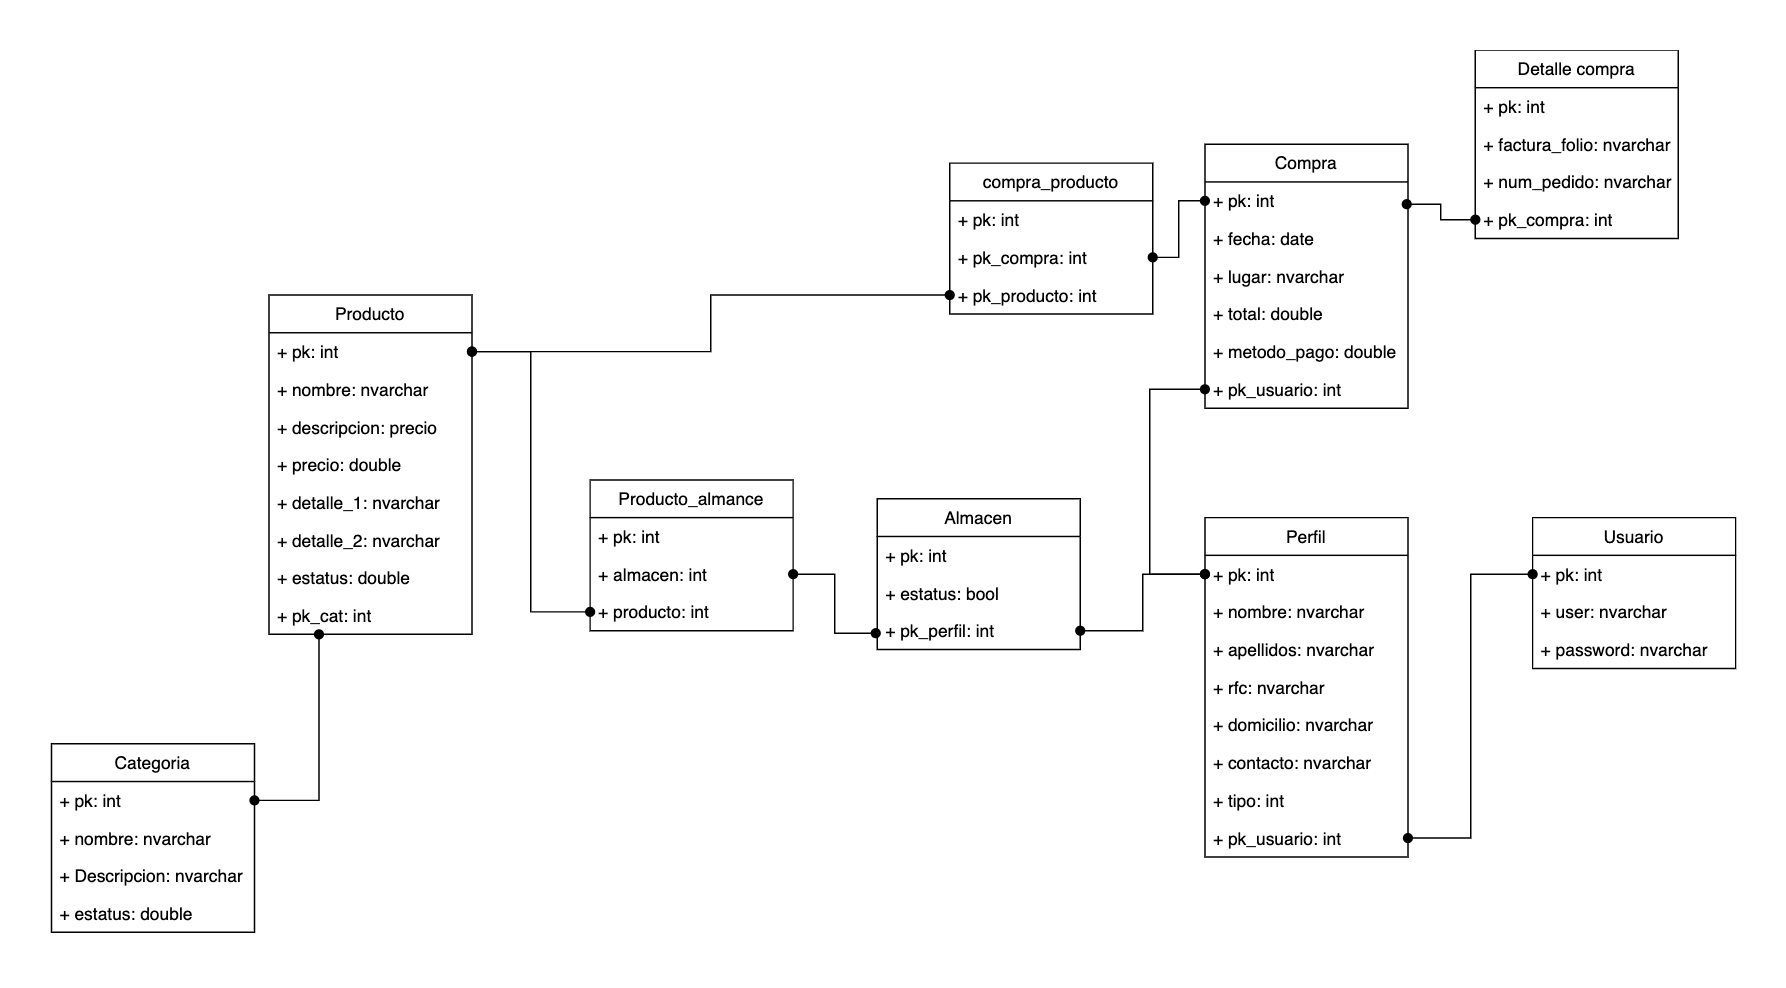 Detalle compra
+ pk: int
+ factura_folio: nvarchar
+ num_pedido: nvarchar
+ pk_compra: int
Compra
+ pk: int
+ fecha: date
+ lugar: nvarchar
+ total: double
+ metodo_pago: double
+ pk_usuario: int
compra_producto
+ pk: int
+ pk_compra: int
+ pk_producto: int
Producto
+ pk: int
+ nombre: nvarchar
+ descripcion: precio
+ precio: double
+ detalle_1: nvarchar
+ detalle_2: nvarchar
+ estatus: double
+ pk_cat: int
Producto_almance
+ pk: int
+ almacen: int
+ producto: int
Almacen
+ pk: int
+ estatus: bool
+ pk_perfil: int
Perfil
+ pk: int
+ nombre: nvarchar
+ apellidos: nvarchar
+ rfc: nvarchar
+ domicilio: nvarchar
+ contacto: nvarchar
+ tipo: int
+ pk_usuario: int
Usuario
+ pk: int
+ user: nvarchar
+ password: nvarchar
Categoria
+ pk: int
+ nombre: nvarchar
+ Descripcion: nvarchar
+ estatus: double